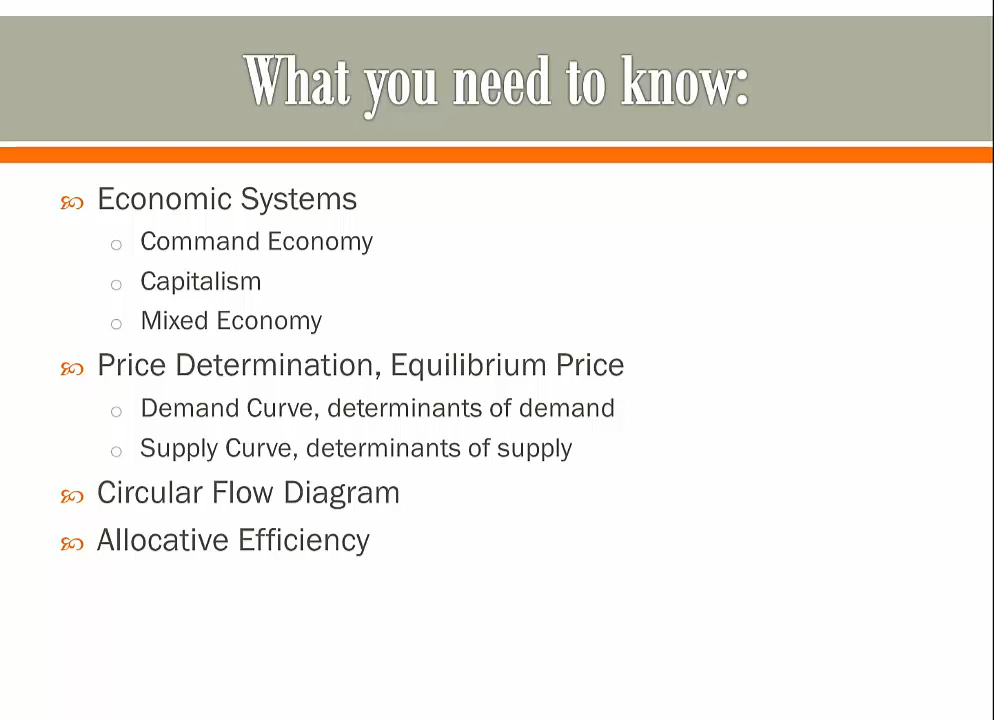 What you need to know:
Economic Systems
Command Economy
Capitalism
Mixed Economy
Price Determination, Equilibrium Price
Demand Curve, determinants of demand
Supply Curve, determinants of supply
Circular Flow Diagram
Allocative Efficiency